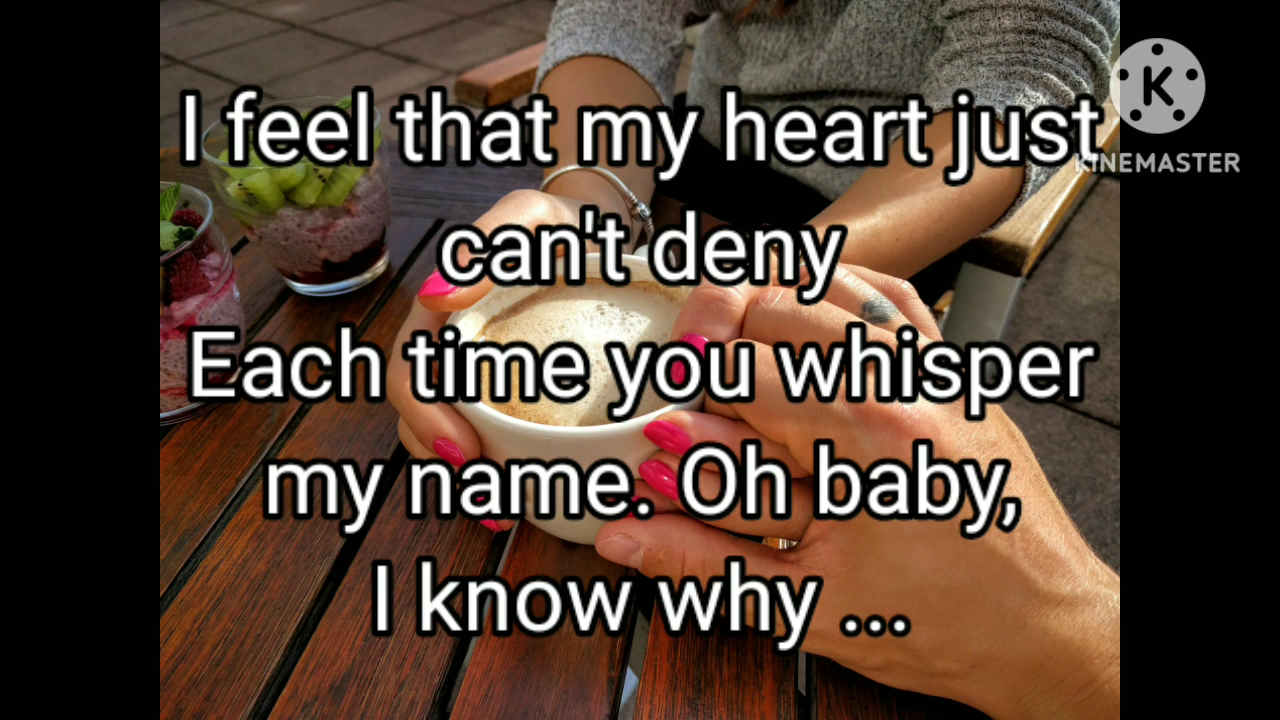 I feel that my heart just
can't deny
Each time you whisper
my name. Oh baby,
I know why ...
K
KINEMASTER